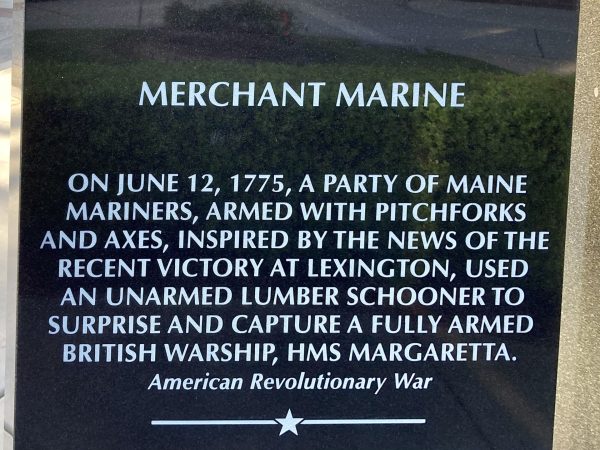 MERCHANT MARINE
ON JUNE 12, 1775, A PARTY OF MAINE
MARINERS, ARMED WITH PITCHFORKS
AND AXES, INSPIRED BY THE NEWS OF THE
RECENT VICTORY AT LEXINGTON, USED
AN UNARMED LUMBER SCHOONER TO
SURPRISE AND CAPTURE A FULLY ARMED
BRITISH WARSHIP, HMS MARGARETTA.
American Revolutionary War